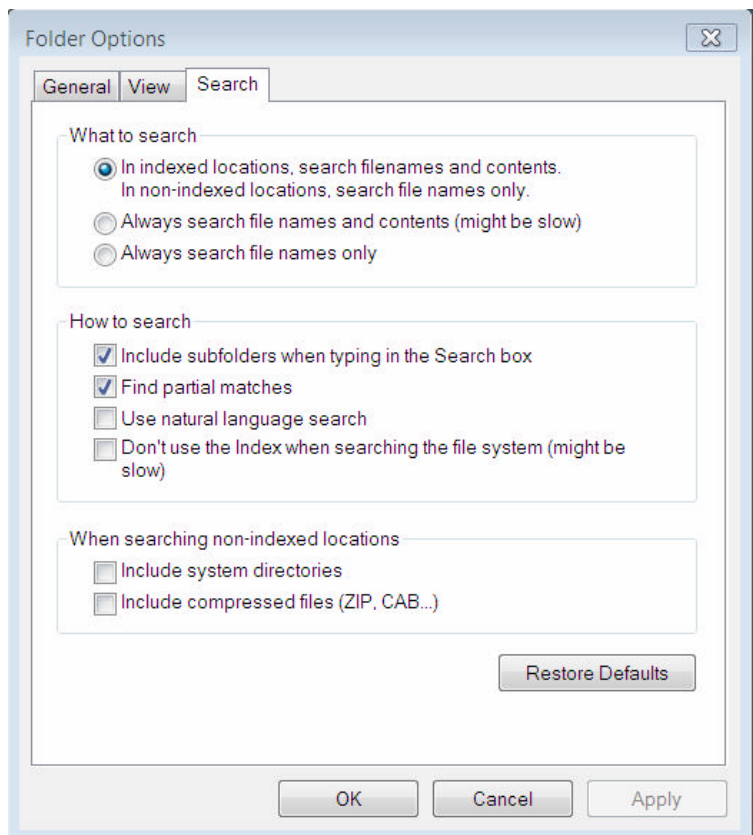 Folder Options
General View Search
What to search
In indexed locations, search filenames and contents.
In non-indexed locations, search file names only.
Always search file names and contents (might be slow)
Always search file names only
How to search
Include subfolders when typing in the Search box
Find partial matches
Use natural language search
Don't use the Index when searching the file system (might be
slow)
When searching non-indexed locations
Include system directories
Include compressed files (ZIP, CAB...)
Restore Defaults
OK Cancel Apply